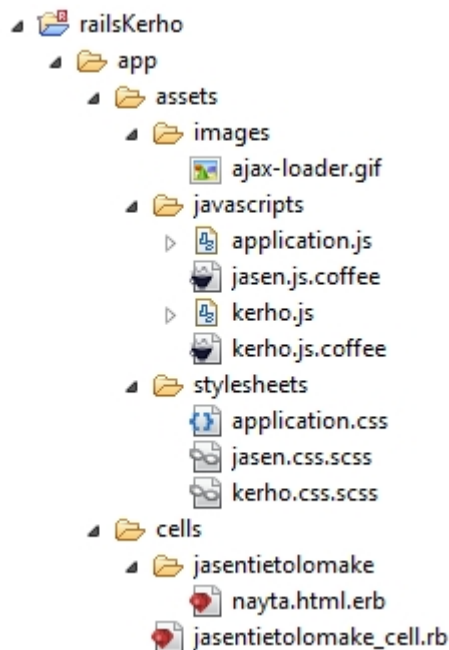 railsKerho
app
assets
images
ajax-loader.gif
javascripts
application.js
jasen.js.coffee
kerho.js
kerho.js.coffee
stylesheets
application.css
jasen.css.scss
kerho.css.scss
cells
jasentietolomake
nayta.html.erb
jasentietolomake_cell.rb